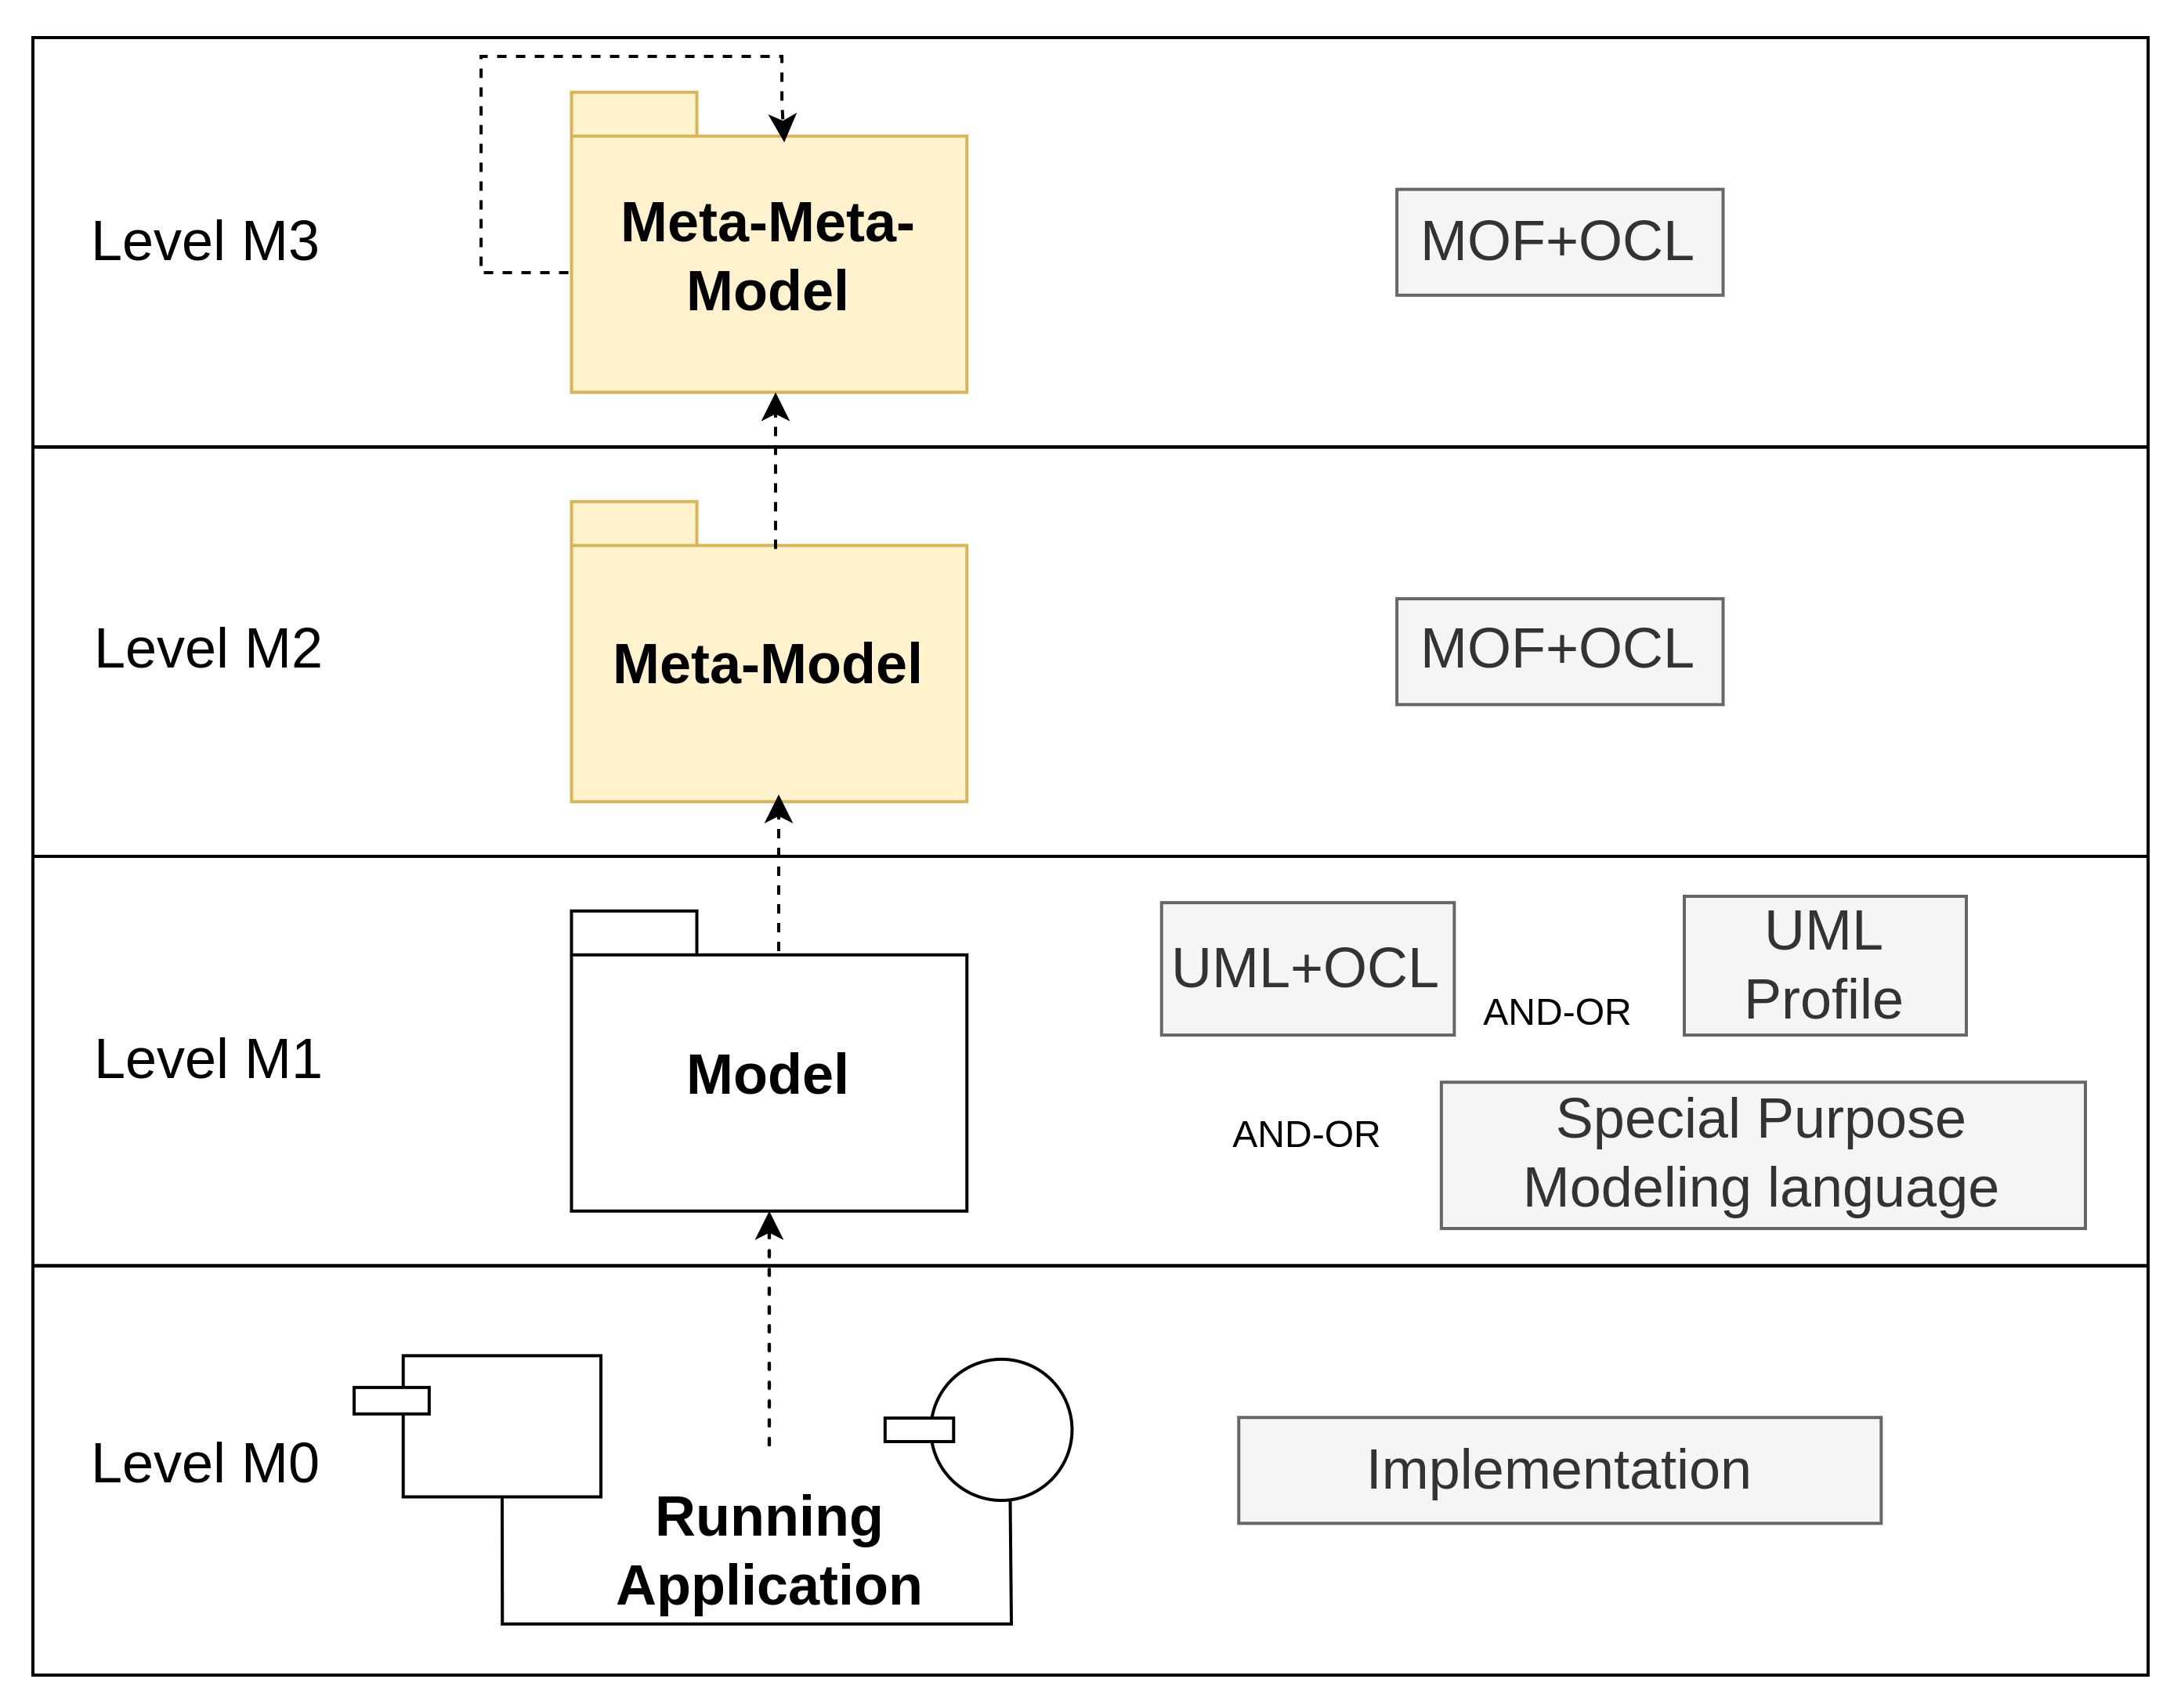 Level M3
Meta-Meta-
Model
MOF+OCL
Level M2
Meta-Model
MOF+OCL
Level M1
Model
UML+OCL
AND-OR
UML
Profile
AND-OR
Special Purpose
Modeling language
Level M0
Running
Application
Implementation